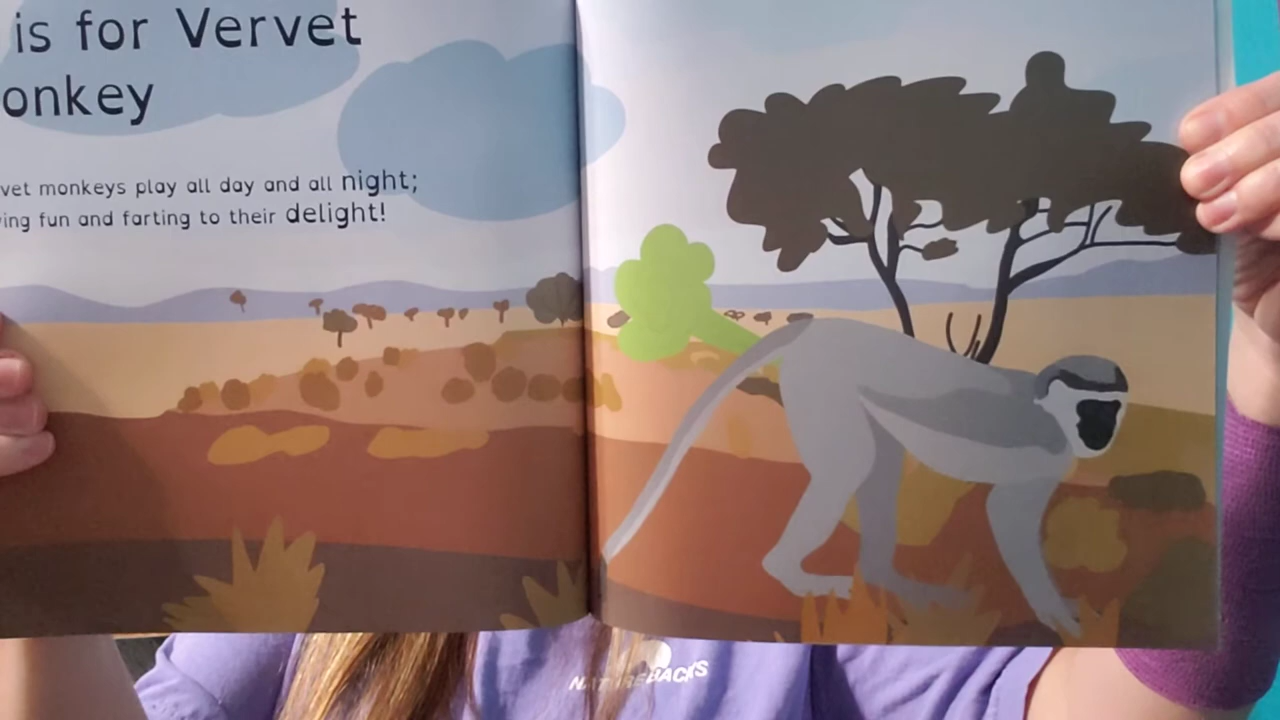 is for Vervet
onkey
vet monkeys play all day and all night;
ing fun and farting to their delight!
NATUREBACKS